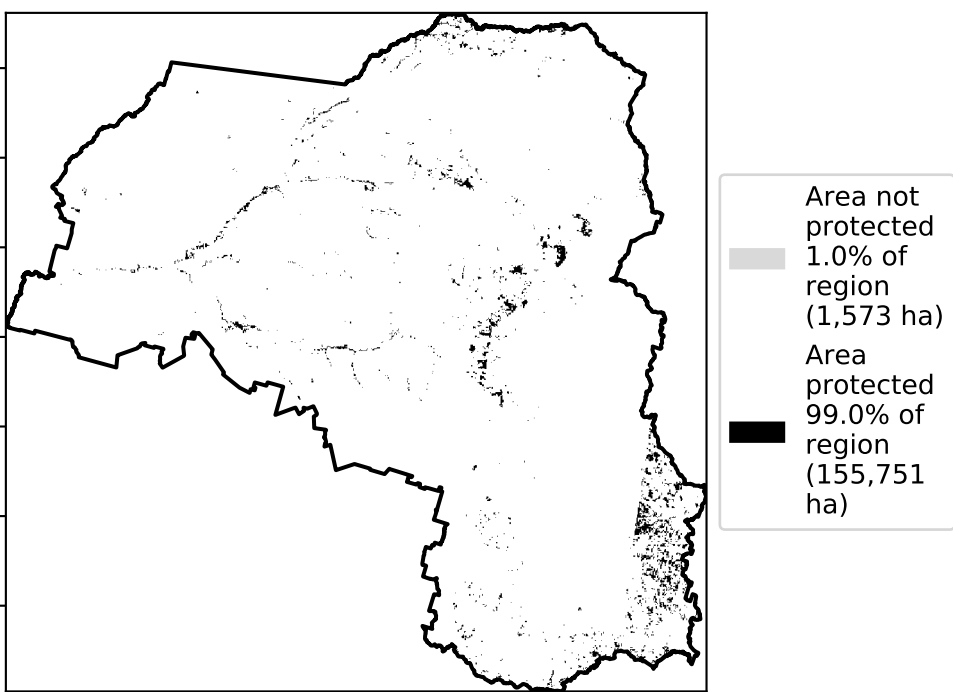 Area not
protected
1.0% of
region
(1,573 ha)
Area
protected
99.0% of
region
(155,751
ha)